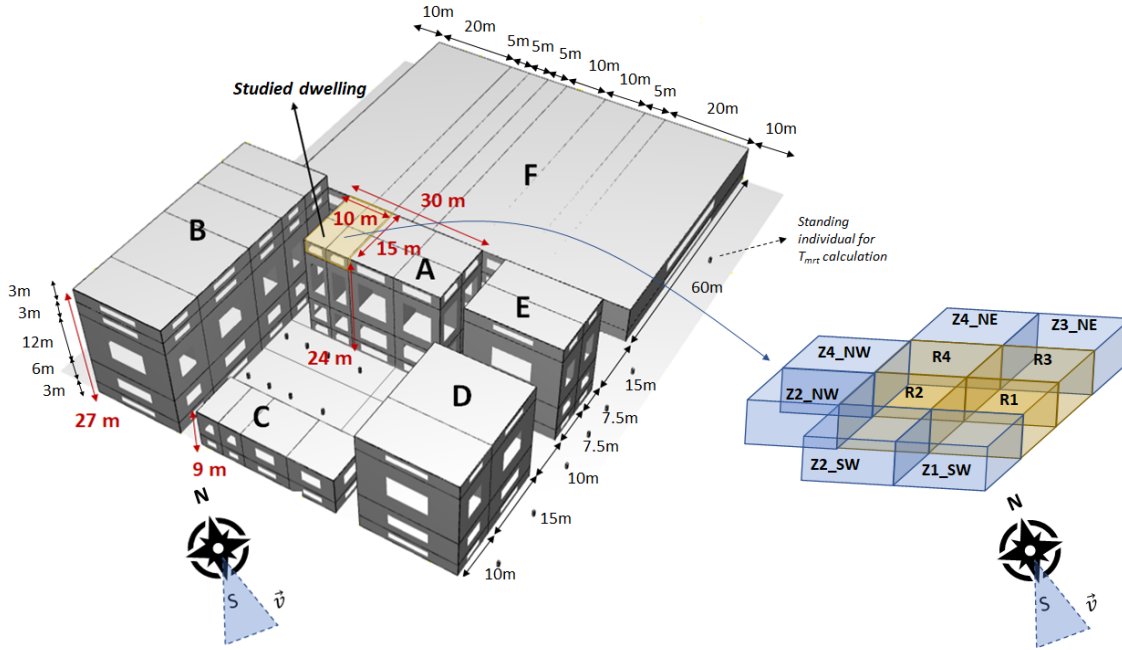 10m
20m
5m
5m
5m
10m
10m
5m
20m
10m
Studied dwelling
F
B
30 m
10 m
15 m
A
Standing
individual for
Tmrt calculation
60m
E
3m
3m
12m
6m
3m
24 m
D
C
27 m
9 m
15m
7.5m
7.5m
10m
15m
10m
N
S
v⃗
Z4_NE
Z3_NE
Z4_NW
R4
R3
Z2_NW
R2
R1
Z2_SW
Z1_SW
N
S
v⃗